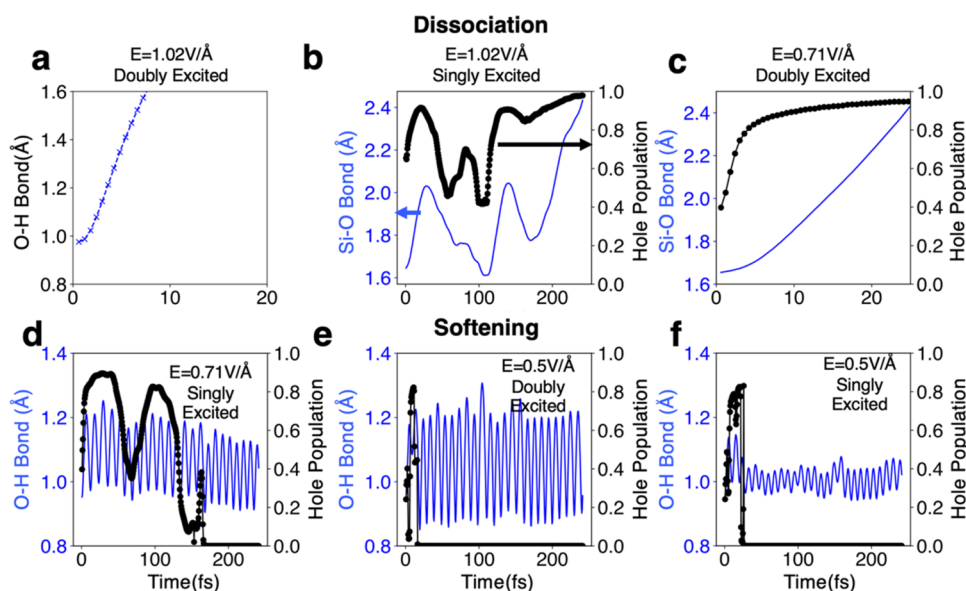 Dissociation
a
E=1.02V/Å
Doubly Excited
O-H Bond(Å)
1.6
1.4
1.2
1.0
0.8
0
10
20
b
E=1.02V/Å
Singly Excited
Si-O Bond (Å)
2.4
2.2
2.0
1.8
1.6
1.0
0.8
0.6
0.4
0.2
0.0
Hole Population
0
100
200
c
E=0.71V/Å
Doubly Excited
Si-O Bond (Å)
2.4
2.2
2.0
1.8
1.6
1.0
0.8
0.6
0.4
0.2
0.0
Hole Population
0
10
20
Softening
d
E=0.71V/Å
Singly
Excited
O-H Bond (Å)
1.4
1.2
1.0
0.8
1.0
0.8
0.6
0.4
0.2
0.0
Hole Population
0
100
200
Time(fs)
e
E=0.5V/Å
Doubly
Excited
O-H Bond (Å)
1.4
1.2
1.0
0.8
1.0
0.8
0.6
0.4
0.2
0.0
Hole Population
0
100
200
Time(fs)
f
E=0.5V/Å
Singly
Excited
O-H Bond (Å)
1.4
1.2
1.0
0.8
1.0
0.8
0.6
0.4
0.2
0.0
Hole Population
0
100
200
Time(fs)